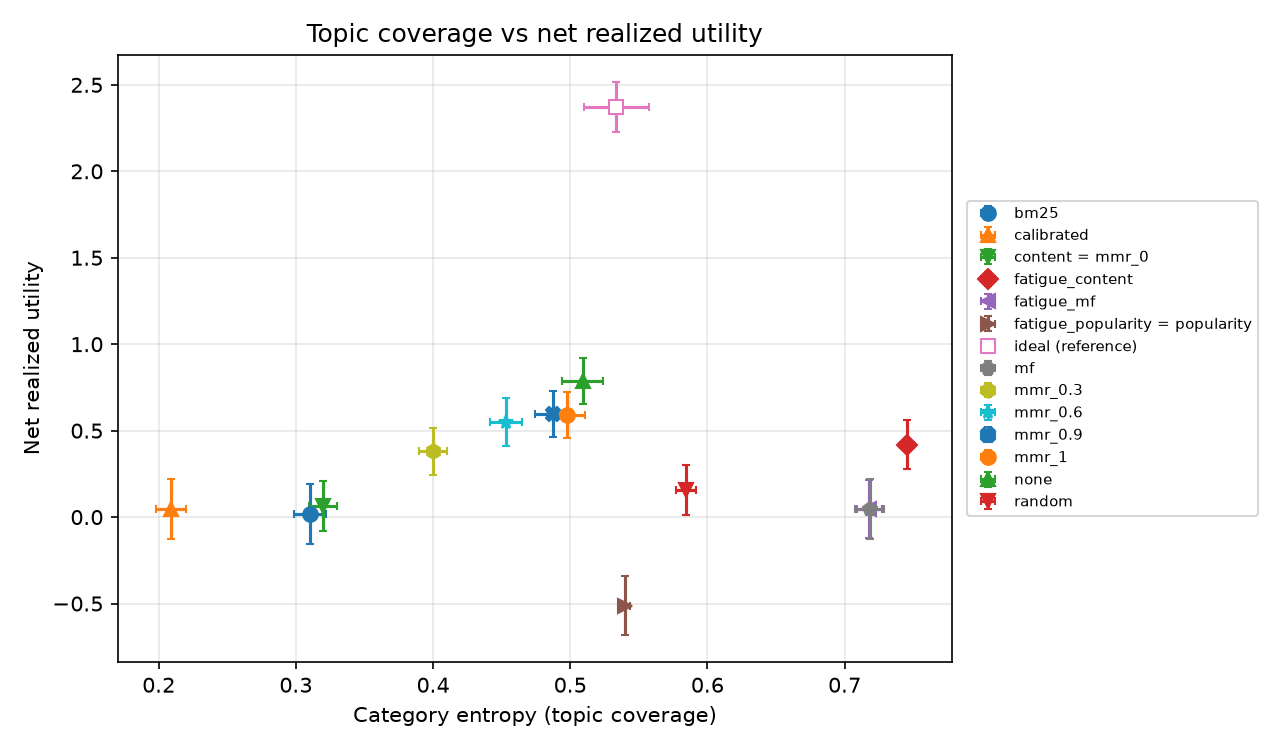 Topic coverage vs net realized utility
2.5
2.0
1.5
1.0
0.5
0.0
−0.5
Net realized utility
0.2
0.3
0.4
0.5
0.6
0.7
Category entropy (topic coverage)
bm25
calibrated
content = mmr_0
fatigue_content
fatigue_mf
fatigue_popularity = popularity
ideal (reference)
mf
mmr_0.3
mmr_0.6
mmr_0.9
mmr_1
none
random